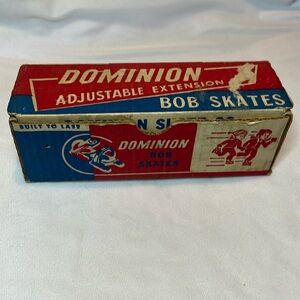 DOMINION
ADJUSTABLE EXTENSION
BOB SKATES
BUILT TO LAST
DOMINION
BOB
SKATES